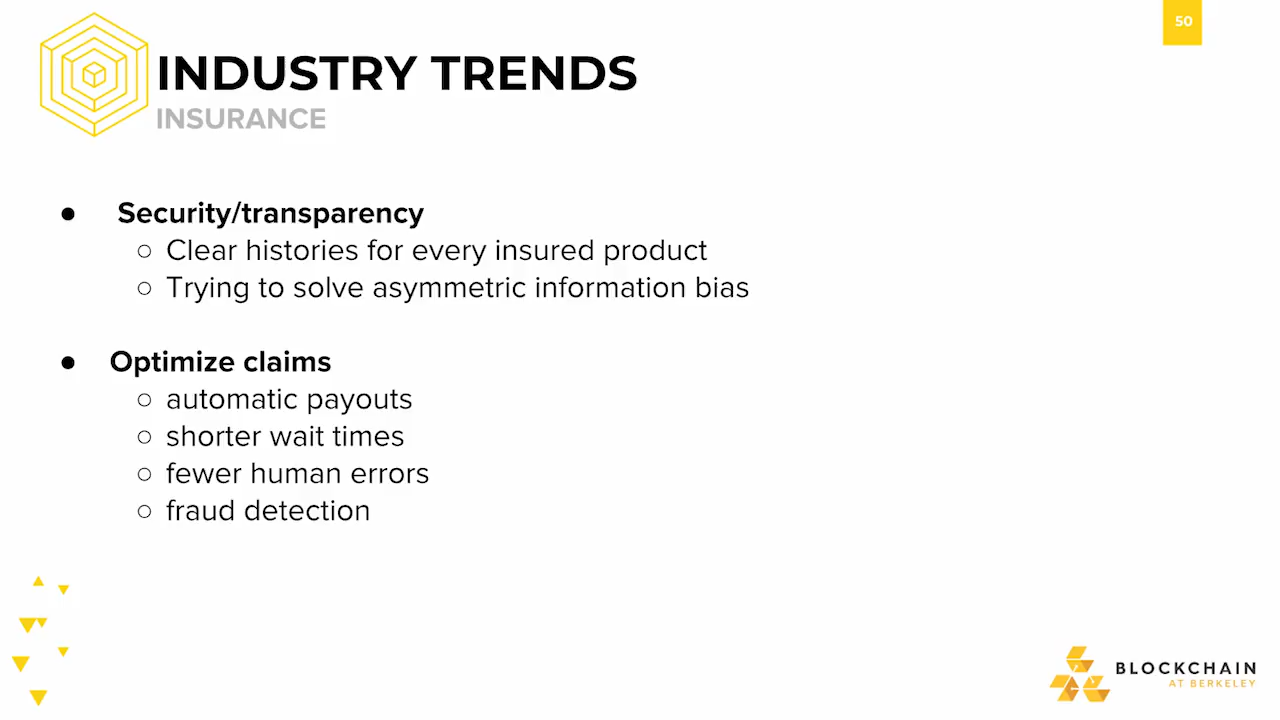 50
INDUSTRY TRENDS
INSURANCE
● Security/transparency
○ Clear histories for every insured product
○ Trying to solve asymmetric information bias
● Optimize claims
○ automatic payouts
○ shorter wait times
○ fewer human errors
○ fraud detection
BLOCKCHAIN
AT BERKELEY